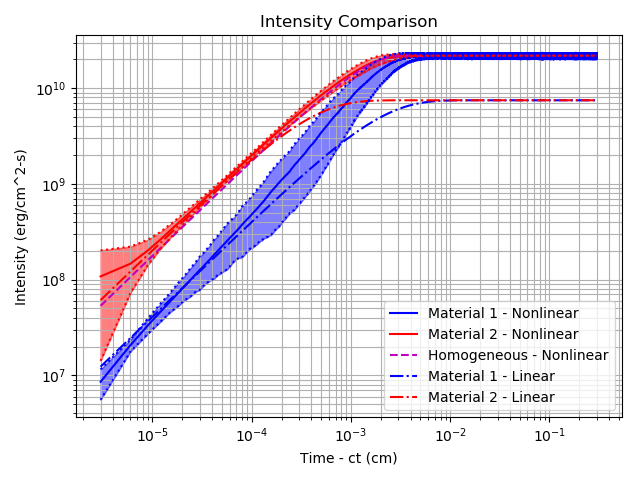 Intensity Comparison
Intensity (erg/cm^2-s)
10^10
10^9
10^8
10^7
Material 1 - Nonlinear
Material 2 - Nonlinear
Homogeneous - Nonlinear
Material 1 - Linear
Material 2 - Linear
10^-5 10^-4 10^-3 10^-2 10^-1
Time - ct (cm)